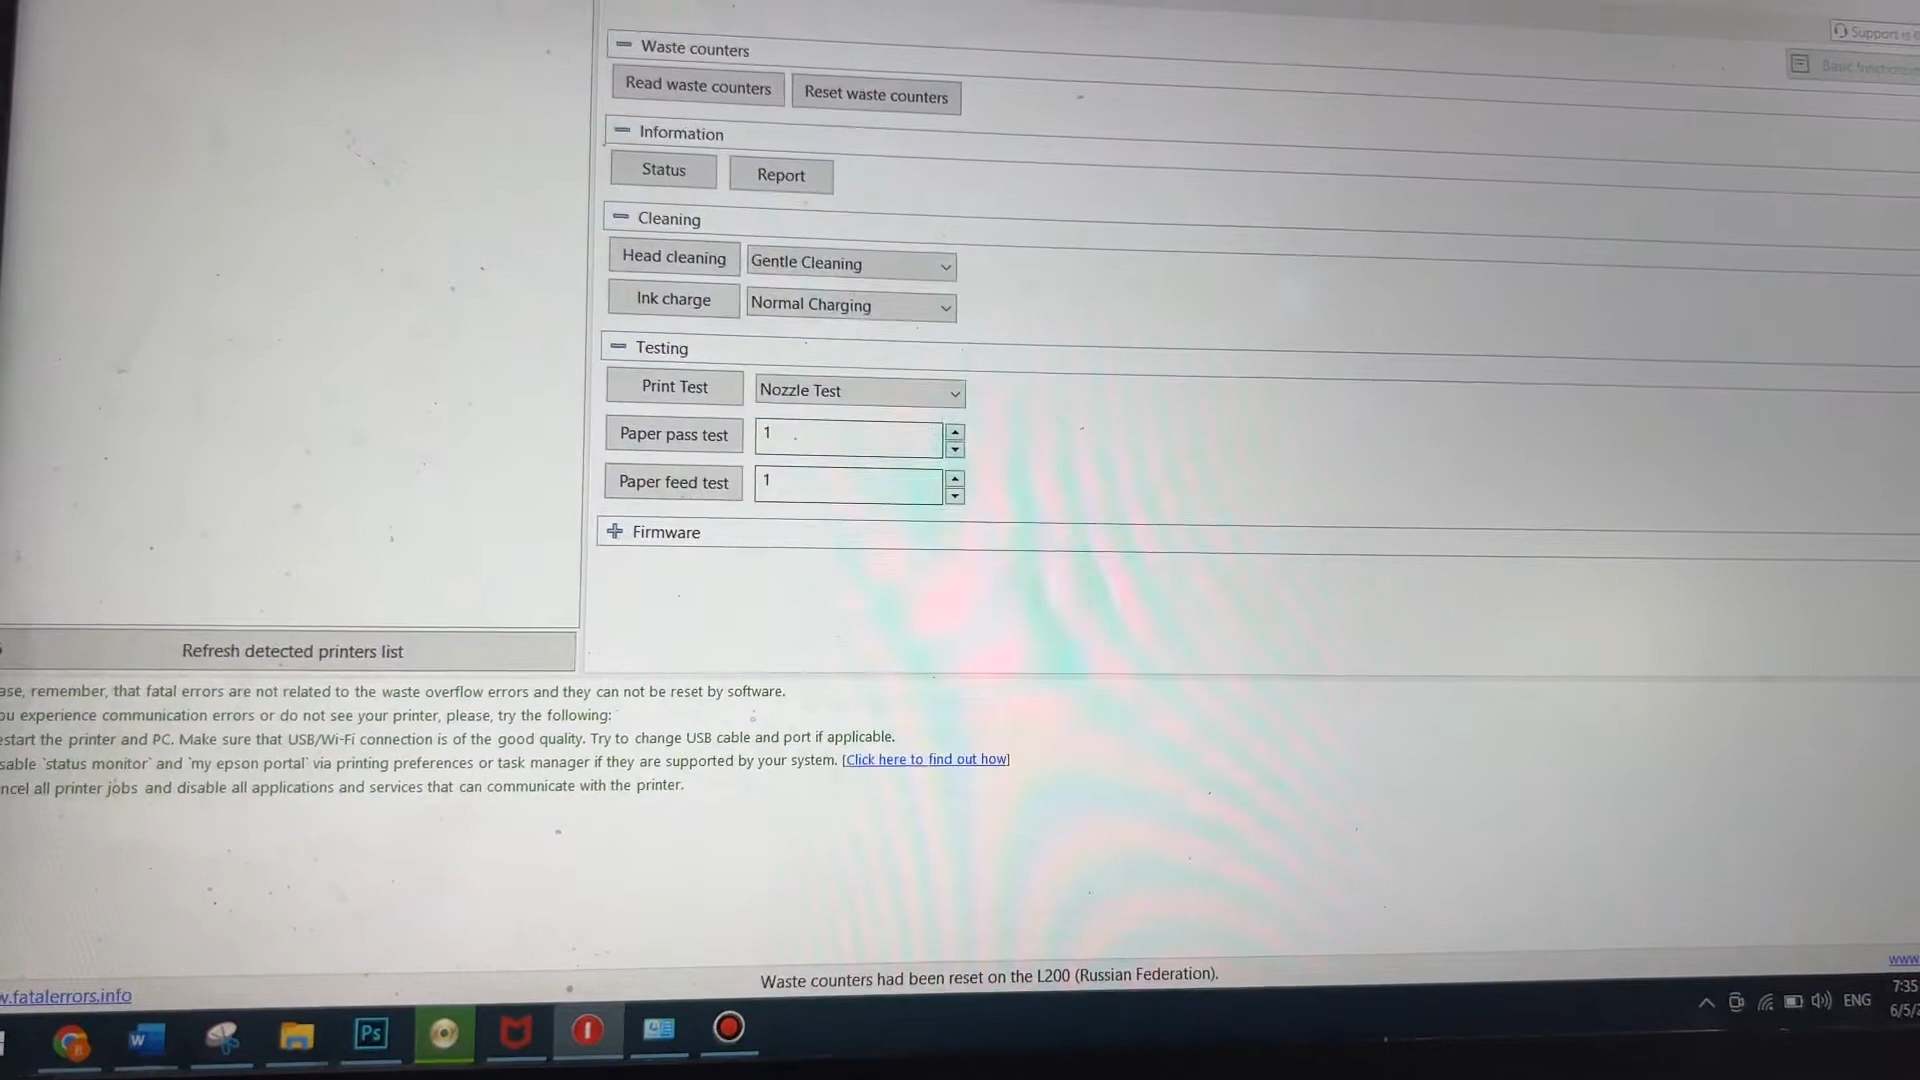 Support is
Waste counters
Basic functions
Read waste counters
Reset waste counters
Information
Status
Report
Cleaning
Head cleaning
Gentle Cleaning
Ink charge
Normal Charging
Testing
Print Test
Nozzle Test
Paper pass test
1
Paper feed test
1
Firmware
Refresh detected printers list
ase, remember, that fatal errors are not related to the waste overflow errors and they can not be reset by software.
ou experience communication errors or do not see your printer, please, try the following:
estart the printer and PC. Make sure that USB/Wi-Fi connection is of the good quality. Try to change USB cable and port if applicable.
sable `status monitor` and `my epson portal` via printing preferences or task manager if they are supported by your system. [Click here to find out how]
ncel all printer jobs and disable all applications and services that can communicate with the printer.
www
Waste counters had been reset on the L200 (Russian Federation).
w.fatalerrors.info
7:35
ENG
6/5/
W
Ps